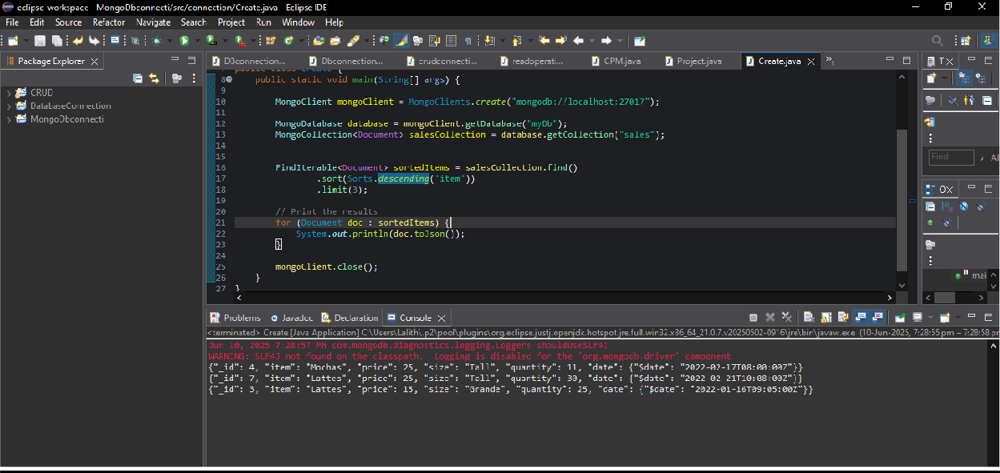 eclipse-workspace - MongoDbconnecti/src/connection/Create.java - Eclipse IDE
File Edit Source Refactor Navigate Search Project Run Window Help
Package Explorer
CRUD
DatabaseConnection
MongoDbconnecti
DBconnection...
Dbconnection...
crudconnecti...
readoperati...
CPM.java
Project.java
Create.java
»1
public class Create {
8 public static void main(String[] args) {
9
10 MongoClient mongoClient = MongoClients.create("mongodb://localhost:27017");
11
12 MongoDatabase database = mongoClient.getDatabase("myDb");
13 MongoCollection<Document> salesCollection = database.getCollection("sales");
14
15
16 FindIterable<Document> sortedItems = salesCollection.find()
17 .sort(Sorts.descending("item"))
18 .limit(3);
19
20 // Print the results
21 for (Document doc : sortedItems) {
22 System.out.println(doc.toJson());
23 }
24
25 mongoClient.close();
26 }
27 }
T
Find
Al
O
mai
Problems Javadoc Declaration Console
<terminated> Create [Java Application] C:\Users\Lalith\.p2\pool\plugins\org.eclipse.justj.openjdk.hotspot.jre.full.win32.x86_64_21.0.7.v20250502-0916\jre\bin\javaw.exe (10-Jun-2025, 7:28:55 pm – 7:28:58 pm
Jun 10, 2025 7:28:57 PM com.mongodb.diagnostics.logging.Loggers shouldUseSLF4J
WARNING: SLF4J not found on the classpath. Logging is disabled for the 'org.mongodb.driver' component
{"_id": 4, "item": "Mochas", "price": 25, "size": "Tall", "quantity": 11, "date": {"$date": "2022-02-17T08:00:00Z"}}
{"_id": 7, "item": "Lattes", "price": 25, "size": "Tall", "quantity": 30, "date": {"$date": "2022-02-21T10:08:00Z"}}
{"_id": 3, "item": "Lattes", "price": 15, "size": "Grande", "quantity": 25, "date": {"$date": "2022-01-16T09:05:00Z"}}